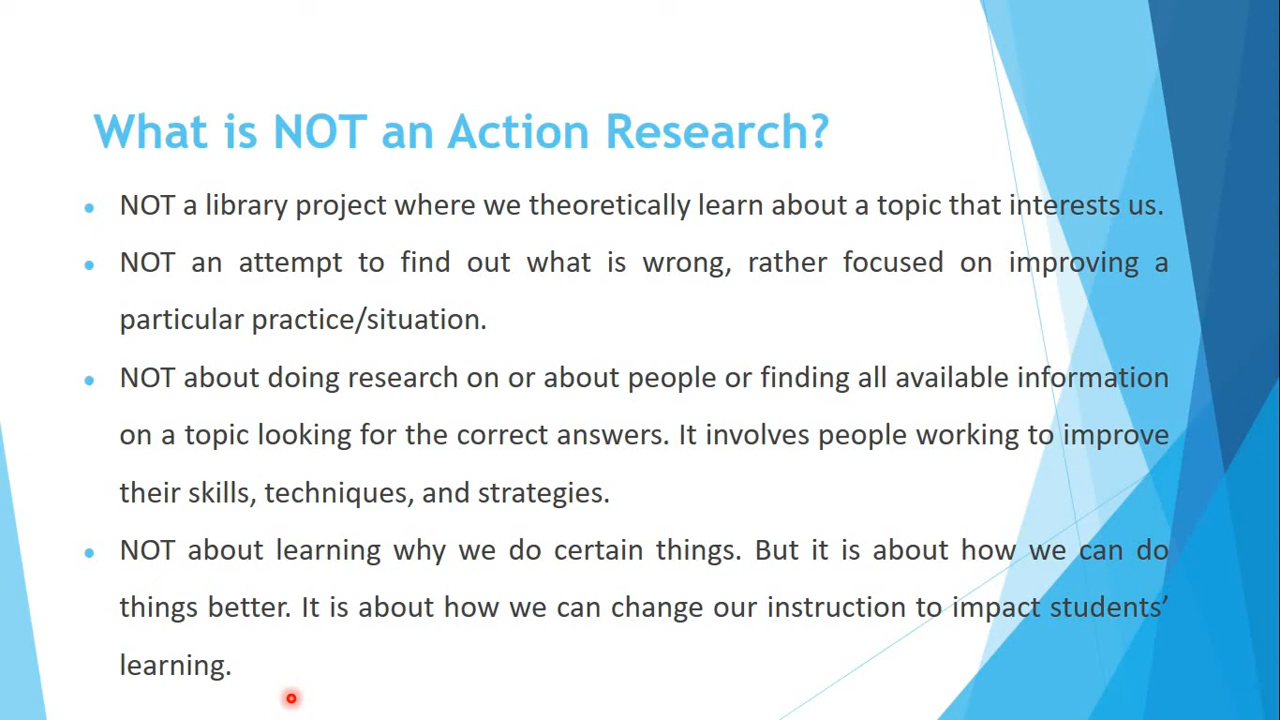 What is NOT an Action Research?
• NOT a library project where we theoretically learn about a topic that interests us.
• NOT an attempt to find out what is wrong, rather focused on improving a
particular practice/situation.
• NOT about doing research on or about people or finding all available information
on a topic looking for the correct answers. It involves people working to improve
their skills, techniques, and strategies.
• NOT about learning why we do certain things. But it is about how we can do
things better. It is about how we can change our instruction to impact students’
learning.